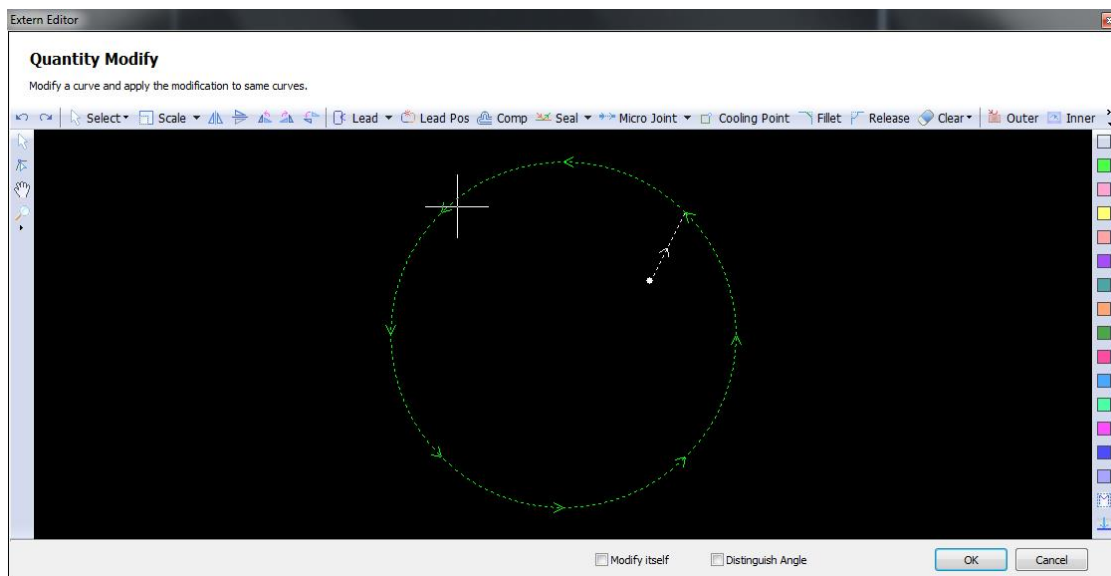 Extern Editor
Quantity Modify
Modify a curve and apply the modification to same curves.
Select Scale Lead Lead Pos Comp Seal Micro Joint Cooling Point Fillet Release Clear Outer Inner
Modify itself Distinguish Angle OK Cancel